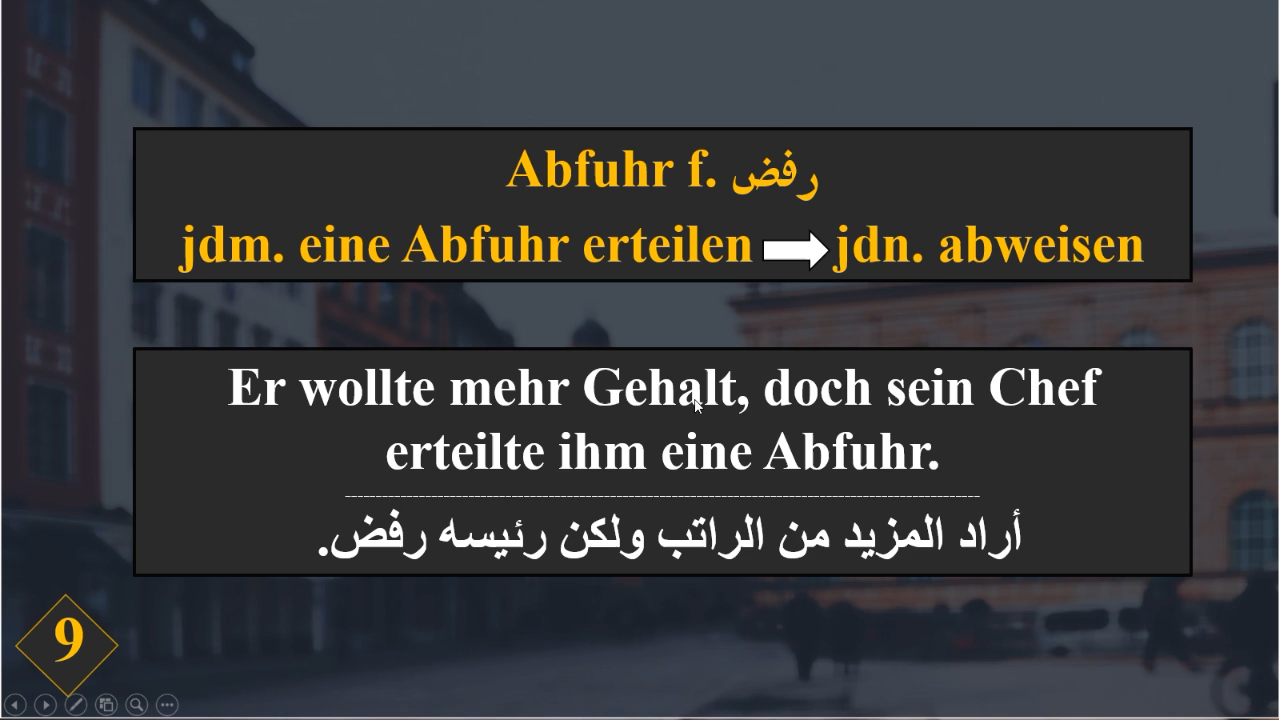 Abfuhr f. رفض
jdm. eine Abfuhr erteilen jdn. abweisen
Er wollte mehr Gehalt, doch sein Chef
erteilte ihm eine Abfuhr.
أراد المزيد من الراتب ولكن رئيسه رفض.
9